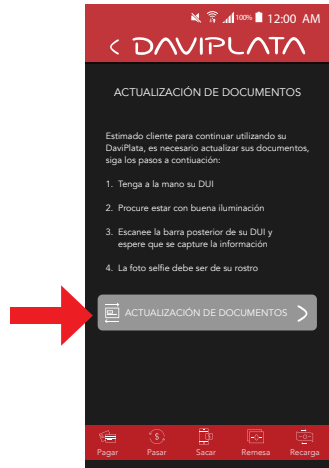 100% 12:00 AM
< DAVIPLATA
ACTUALIZACIÓN DE DOCUMENTOS
Estimado cliente para continuar utilizando su
DaviPlata, es necesario actualizar sus documentos,
siga los pasos a contiuación:
1. Tenga a la mano su DUI
2. Procure estar con buena iluminación
3. Escanee la barra posterior de su DUI y
espere que se capture la información
4. La foto selfie debe ser de su rostro
ACTUALIZACIÓN DE DOCUMENTOS
Pagar Pasar Sacar Remesa Recarga